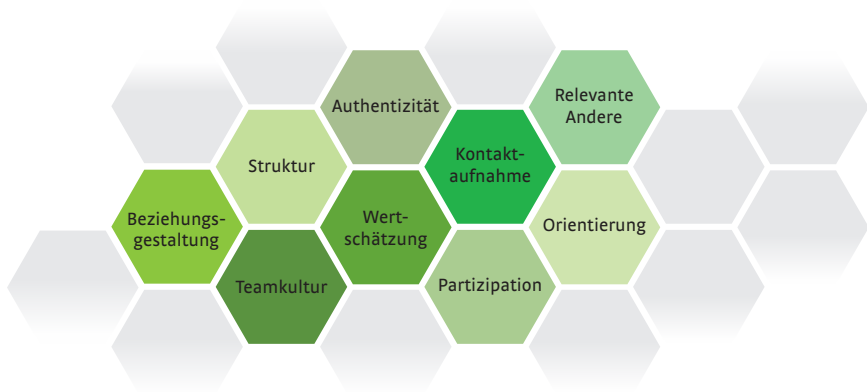 Authentizität
Relevante
Andere
Struktur
Kontakt-
aufnahme
Beziehungs-
gestaltung
Wert-
schätzung
Orientierung
Teamkultur
Partizipation